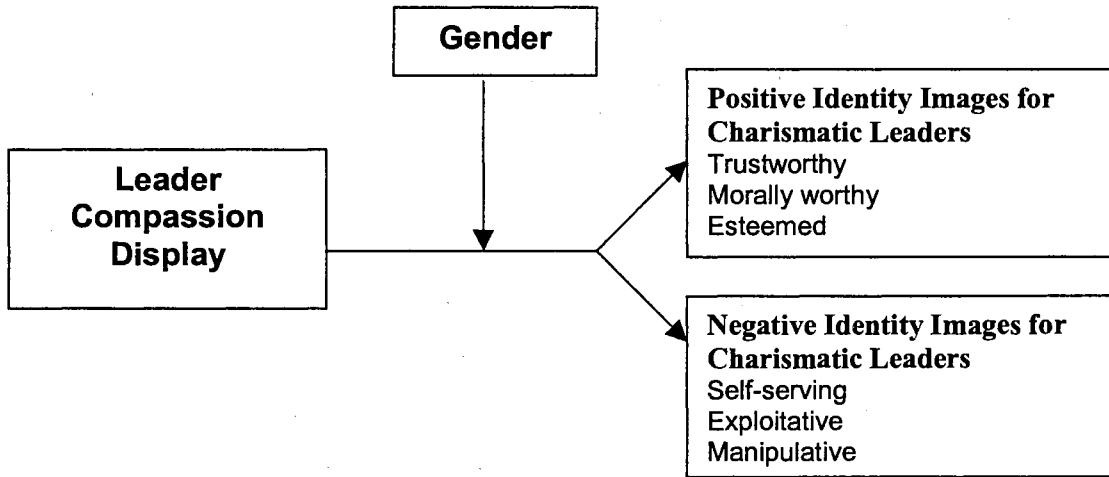 Gender
Leader
Compassion
Display
Positive Identity Images for
Charismatic Leaders
Trustworthy
Morally worthy
Esteemed
Negative Identity Images for
Charismatic Leaders
Self-serving
Exploitative
Manipulative